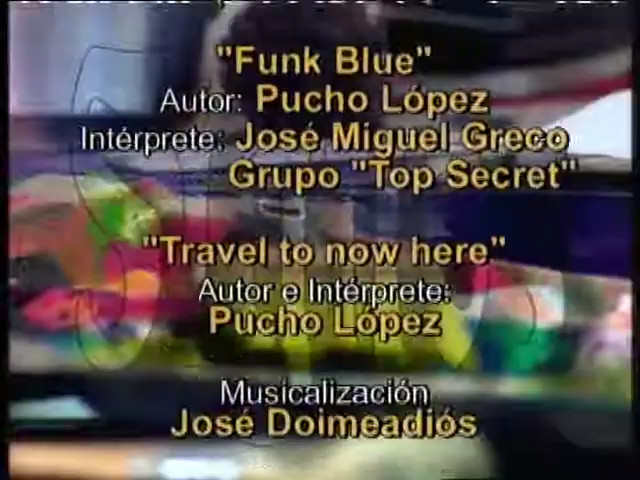 "Funk Blue"
Autor: Pucho López
Intérprete: José Miguel Greco
Grupo "Top Secret"
"Travel to now here"
Autor e Intérprete:
Pucho López
Musicalización
José Doimeadiós